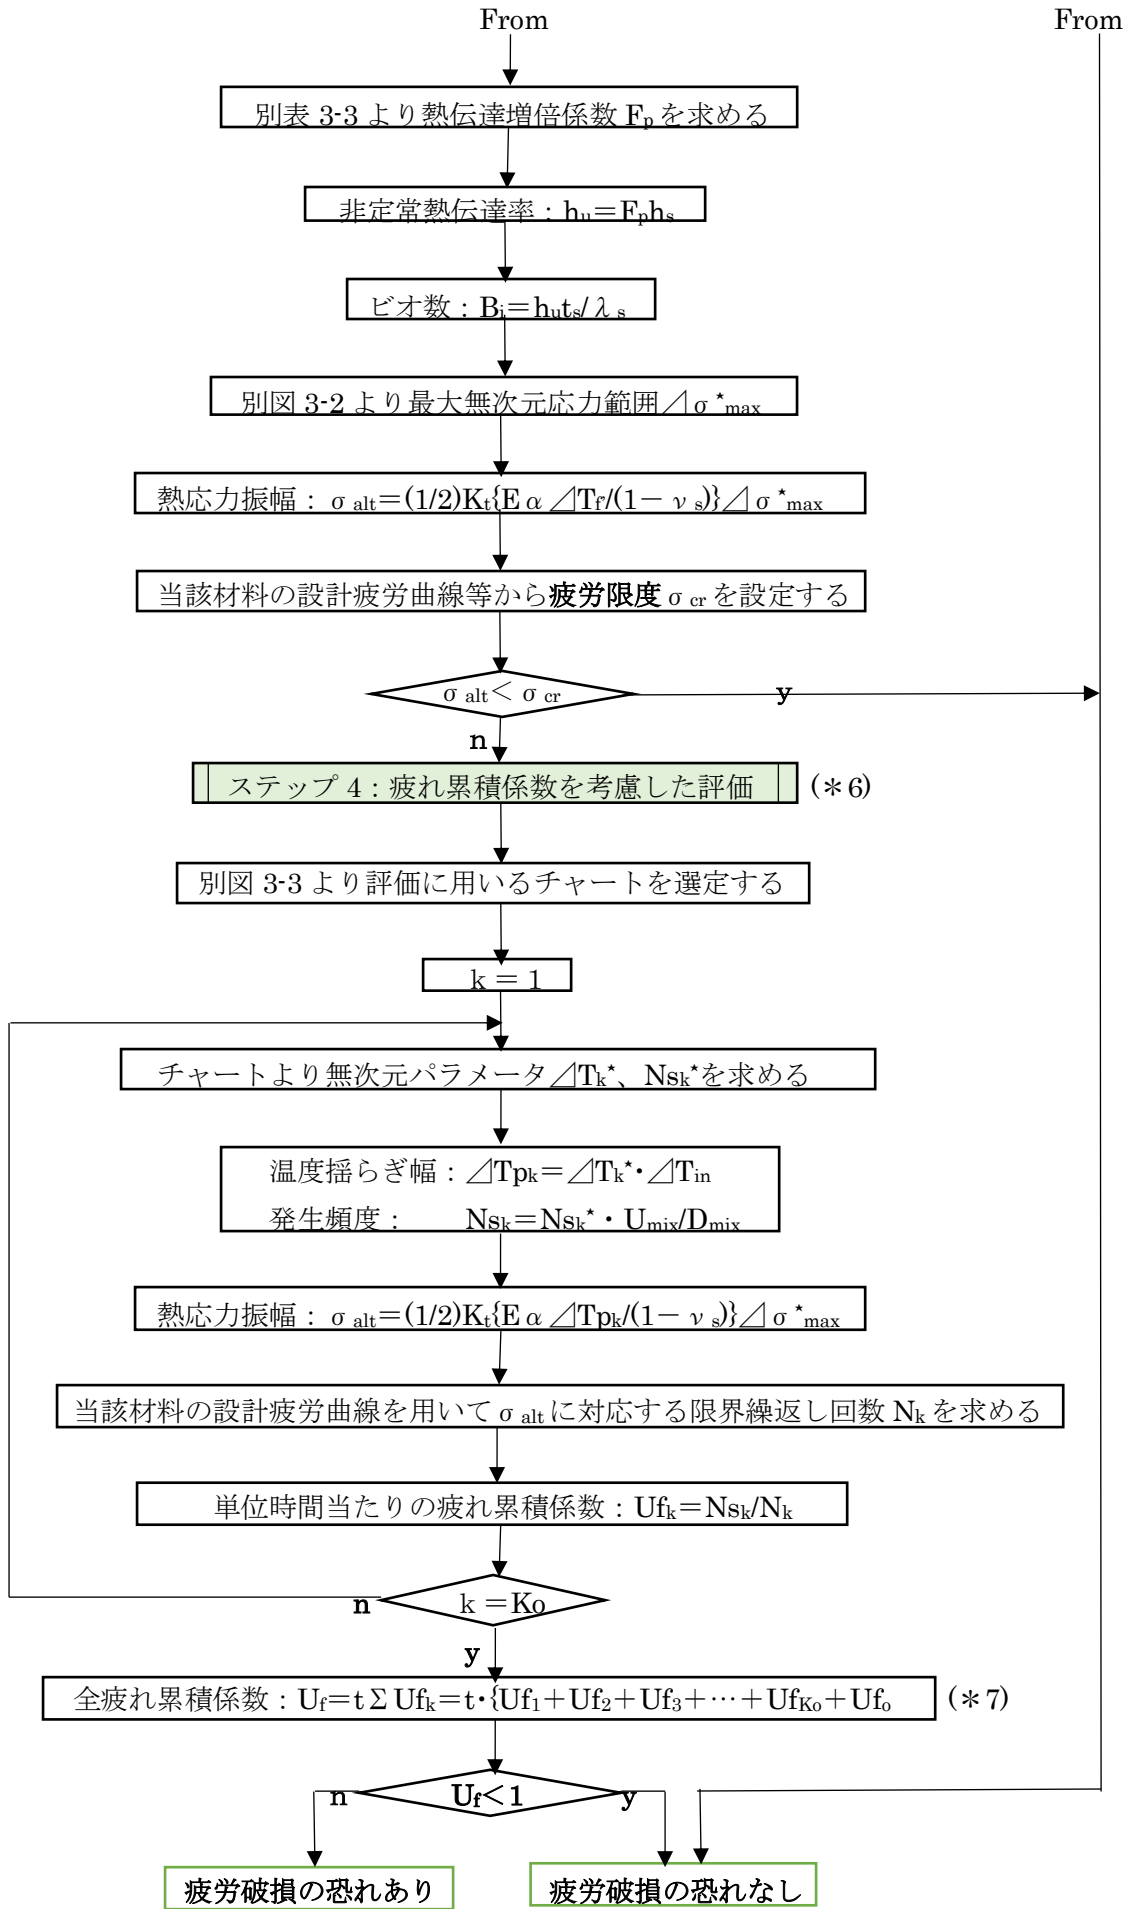 From
From
別表 3-3 より熱伝達増倍係数 Fpを求める
非定常熱伝達率：hu＝Fphs
ビオ数：Bi＝huts/λs
別図 3-2 より最大無次元応力範囲⊿σ*max
熱応力振幅：σalt＝(1/2)Kt{Eα⊿Tf/(1－νs)}⊿σ*max
当該材料の設計疲労曲線等から疲労限度σcrを設定する
σalt＜σcr
y
n
ステップ 4：疲れ累積係数を考慮した評価
(＊6)
別図 3-3 より評価に用いるチャートを選定する
k＝1
チャートより無次元パラメータ⊿Tk*、Nsk*を求める
温度揺らぎ幅：⊿Tpk＝⊿Tk*・⊿Tin
発生頻度： Nsk＝Nsk*・Umix/Dmix
熱応力振幅：σalt＝(1/2)Kt{Eα⊿Tpk/(1－νs)}⊿σ*max
当該材料の設計疲労曲線を用いてσaltに対応する限界繰返し回数 Nkを求める
単位時間当たりの疲れ累積係数：Ufk＝Nsk/Nk
n
k＝Ko
y
全疲れ累積係数：Uf＝tΣUfk＝t・{Uf1＋Uf2＋Uf3＋…＋UfKo＋Ufo
(＊7)
n
Uf＜1
y
疲労破損の恐れあり
疲労破損の恐れなし